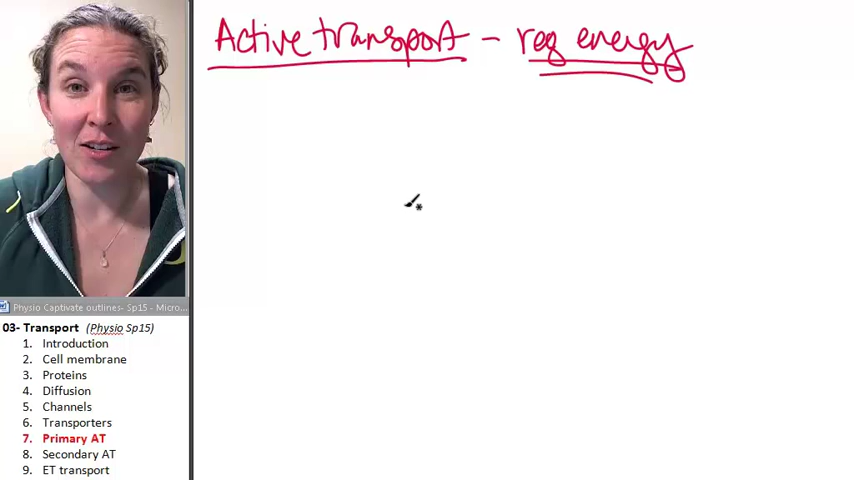 Active transport – req energy
Physio Captivate outlines- Sp15 - Micro...
03- Transport (Physio Sp15)
1. Introduction
2. Cell membrane
3. Proteins
4. Diffusion
5. Channels
6. Transporters
7. Primary AT
8. Secondary AT
9. ET transport